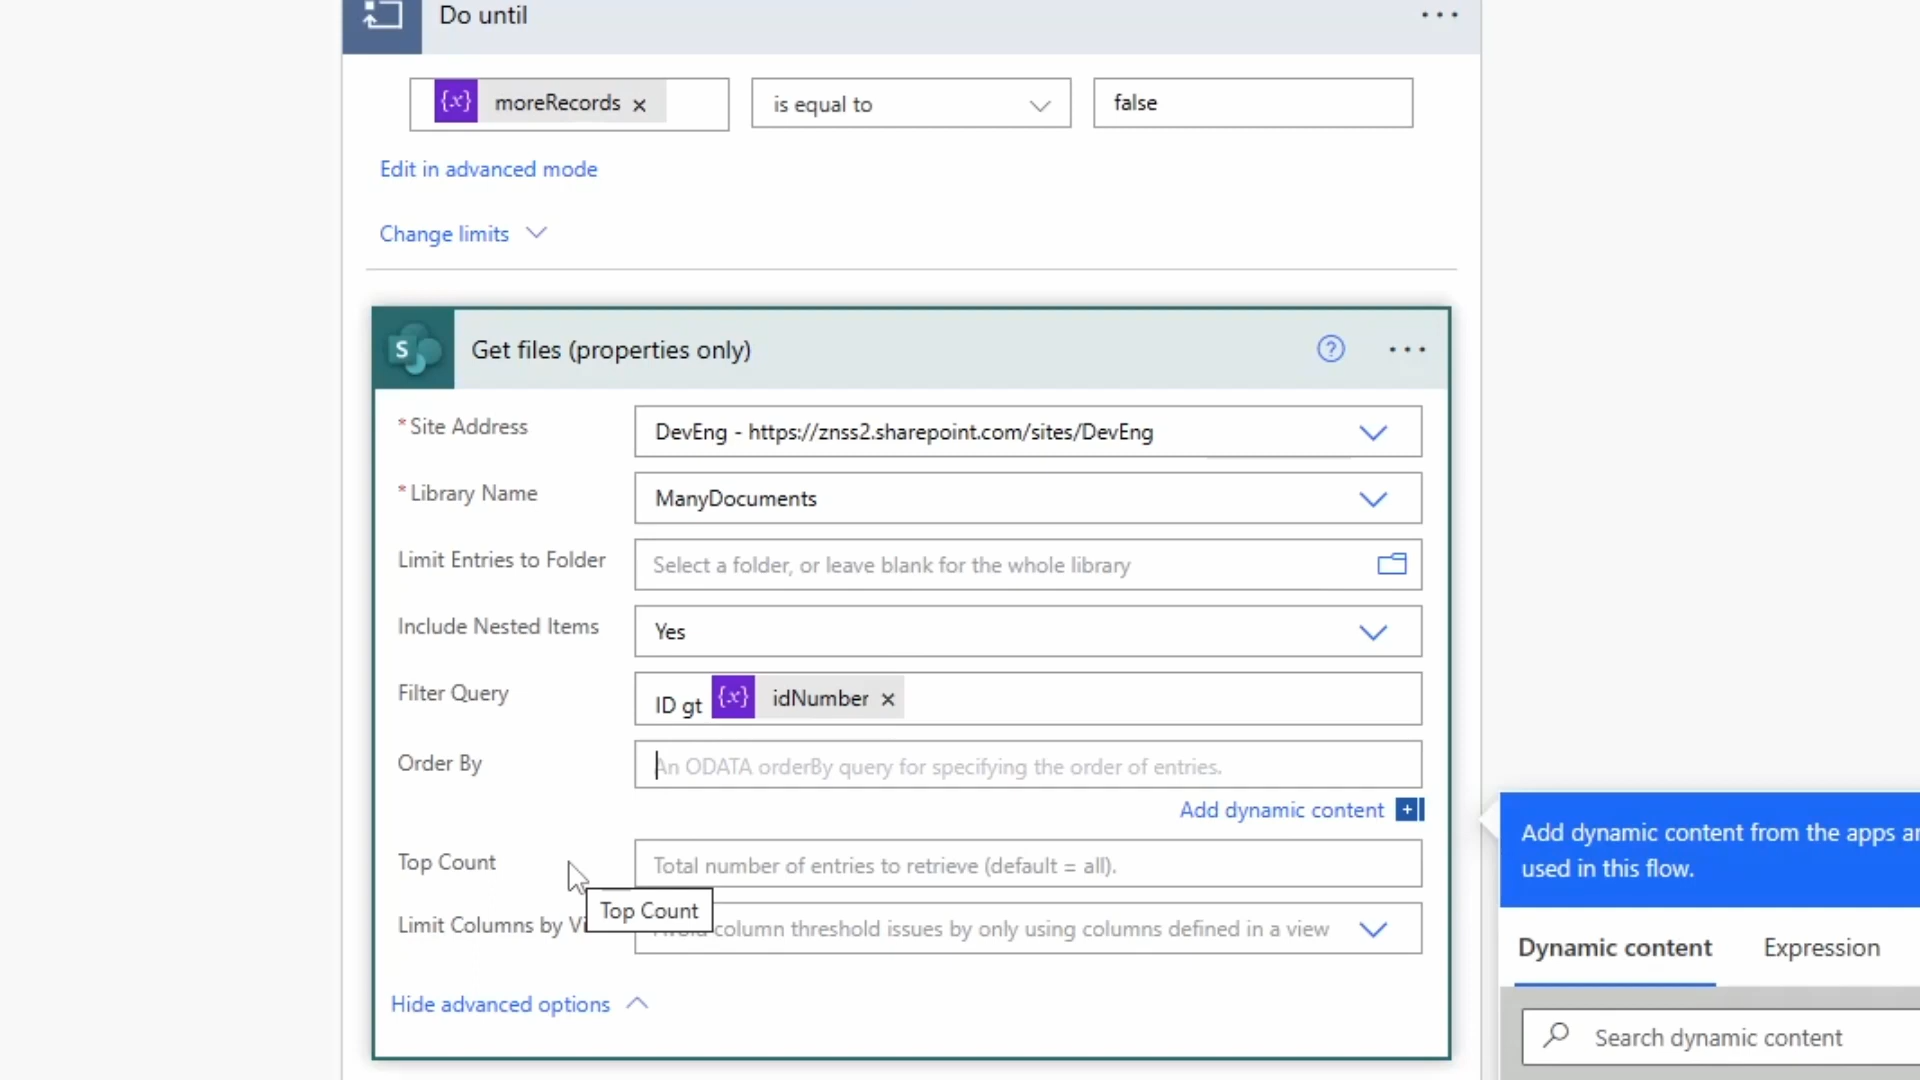 Do until
{x} moreRecords ×
is equal to
false
Edit in advanced mode
Change limits
S
Get files (properties only)
?
* Site Address
DevEng - https://znss2.sharepoint.com/sites/DevEng
* Library Name
ManyDocuments
Limit Entries to Folder
Select a folder, or leave blank for the whole library
Include Nested Items
Yes
Filter Query
ID gt {x} idNumber ×
Order By
An ODATA orderBy query for specifying the order of entries.
Add dynamic content +
Top Count
Total number of entries to retrieve (default = all).
Top Count
Limit Columns by
column threshold issues by only using columns defined in a view
Hide advanced options
Add dynamic content from the apps
used in this flow.
Dynamic content
Expression
Search dynamic content